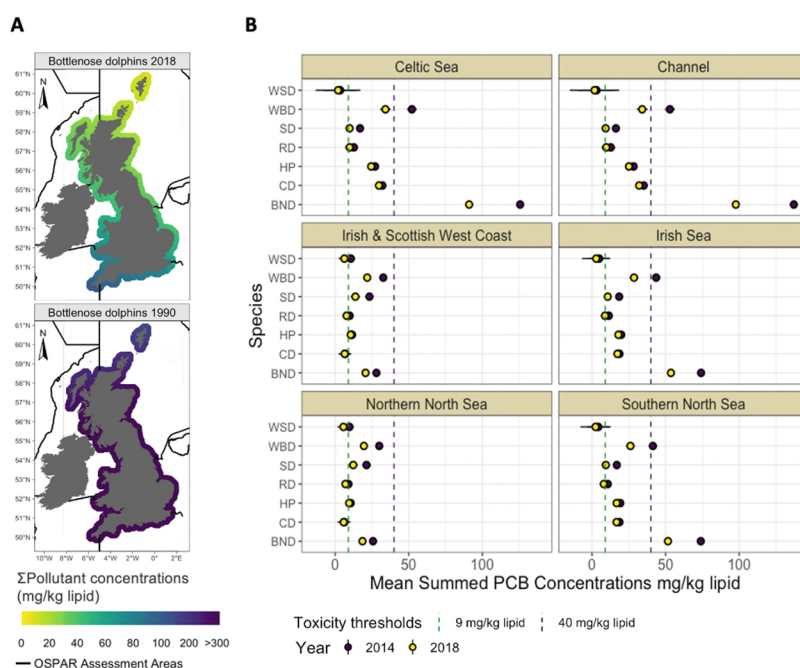 A
Bottlenose dolphins 2018
61°N
60°N
59°N
58°N
57°N
56°N
55°N
54°N
53°N
52°N
51°N
50°N
N
Bottlenose dolphins 1990
61°N
60°N
59°N
58°N
57°N
56°N
55°N
54°N
53°N
52°N
51°N
50°N
N
10°W 8°W 6°W 4°W 2°W 0° 2°E
ΣPollutant concentrations
(mg/kg lipid)
0 20 40 60 80 100 200 >300
OSPAR Assessment Areas
B
Species
Celtic Sea
Channel
WSD
WBD
SD
RD
HP
CD
BND
Irish & Scottish West Coast
Irish Sea
WSD
WBD
SD
RD
HP
CD
BND
Northern North Sea
Southern North Sea
WSD
WBD
SD
RD
HP
CD
BND
0 50 100 0 50 100
Mean Summed PCB Concentrations mg/kg lipid
Toxicity thresholds 9 mg/kg lipid 40 mg/kg lipid
Year 2014 2018